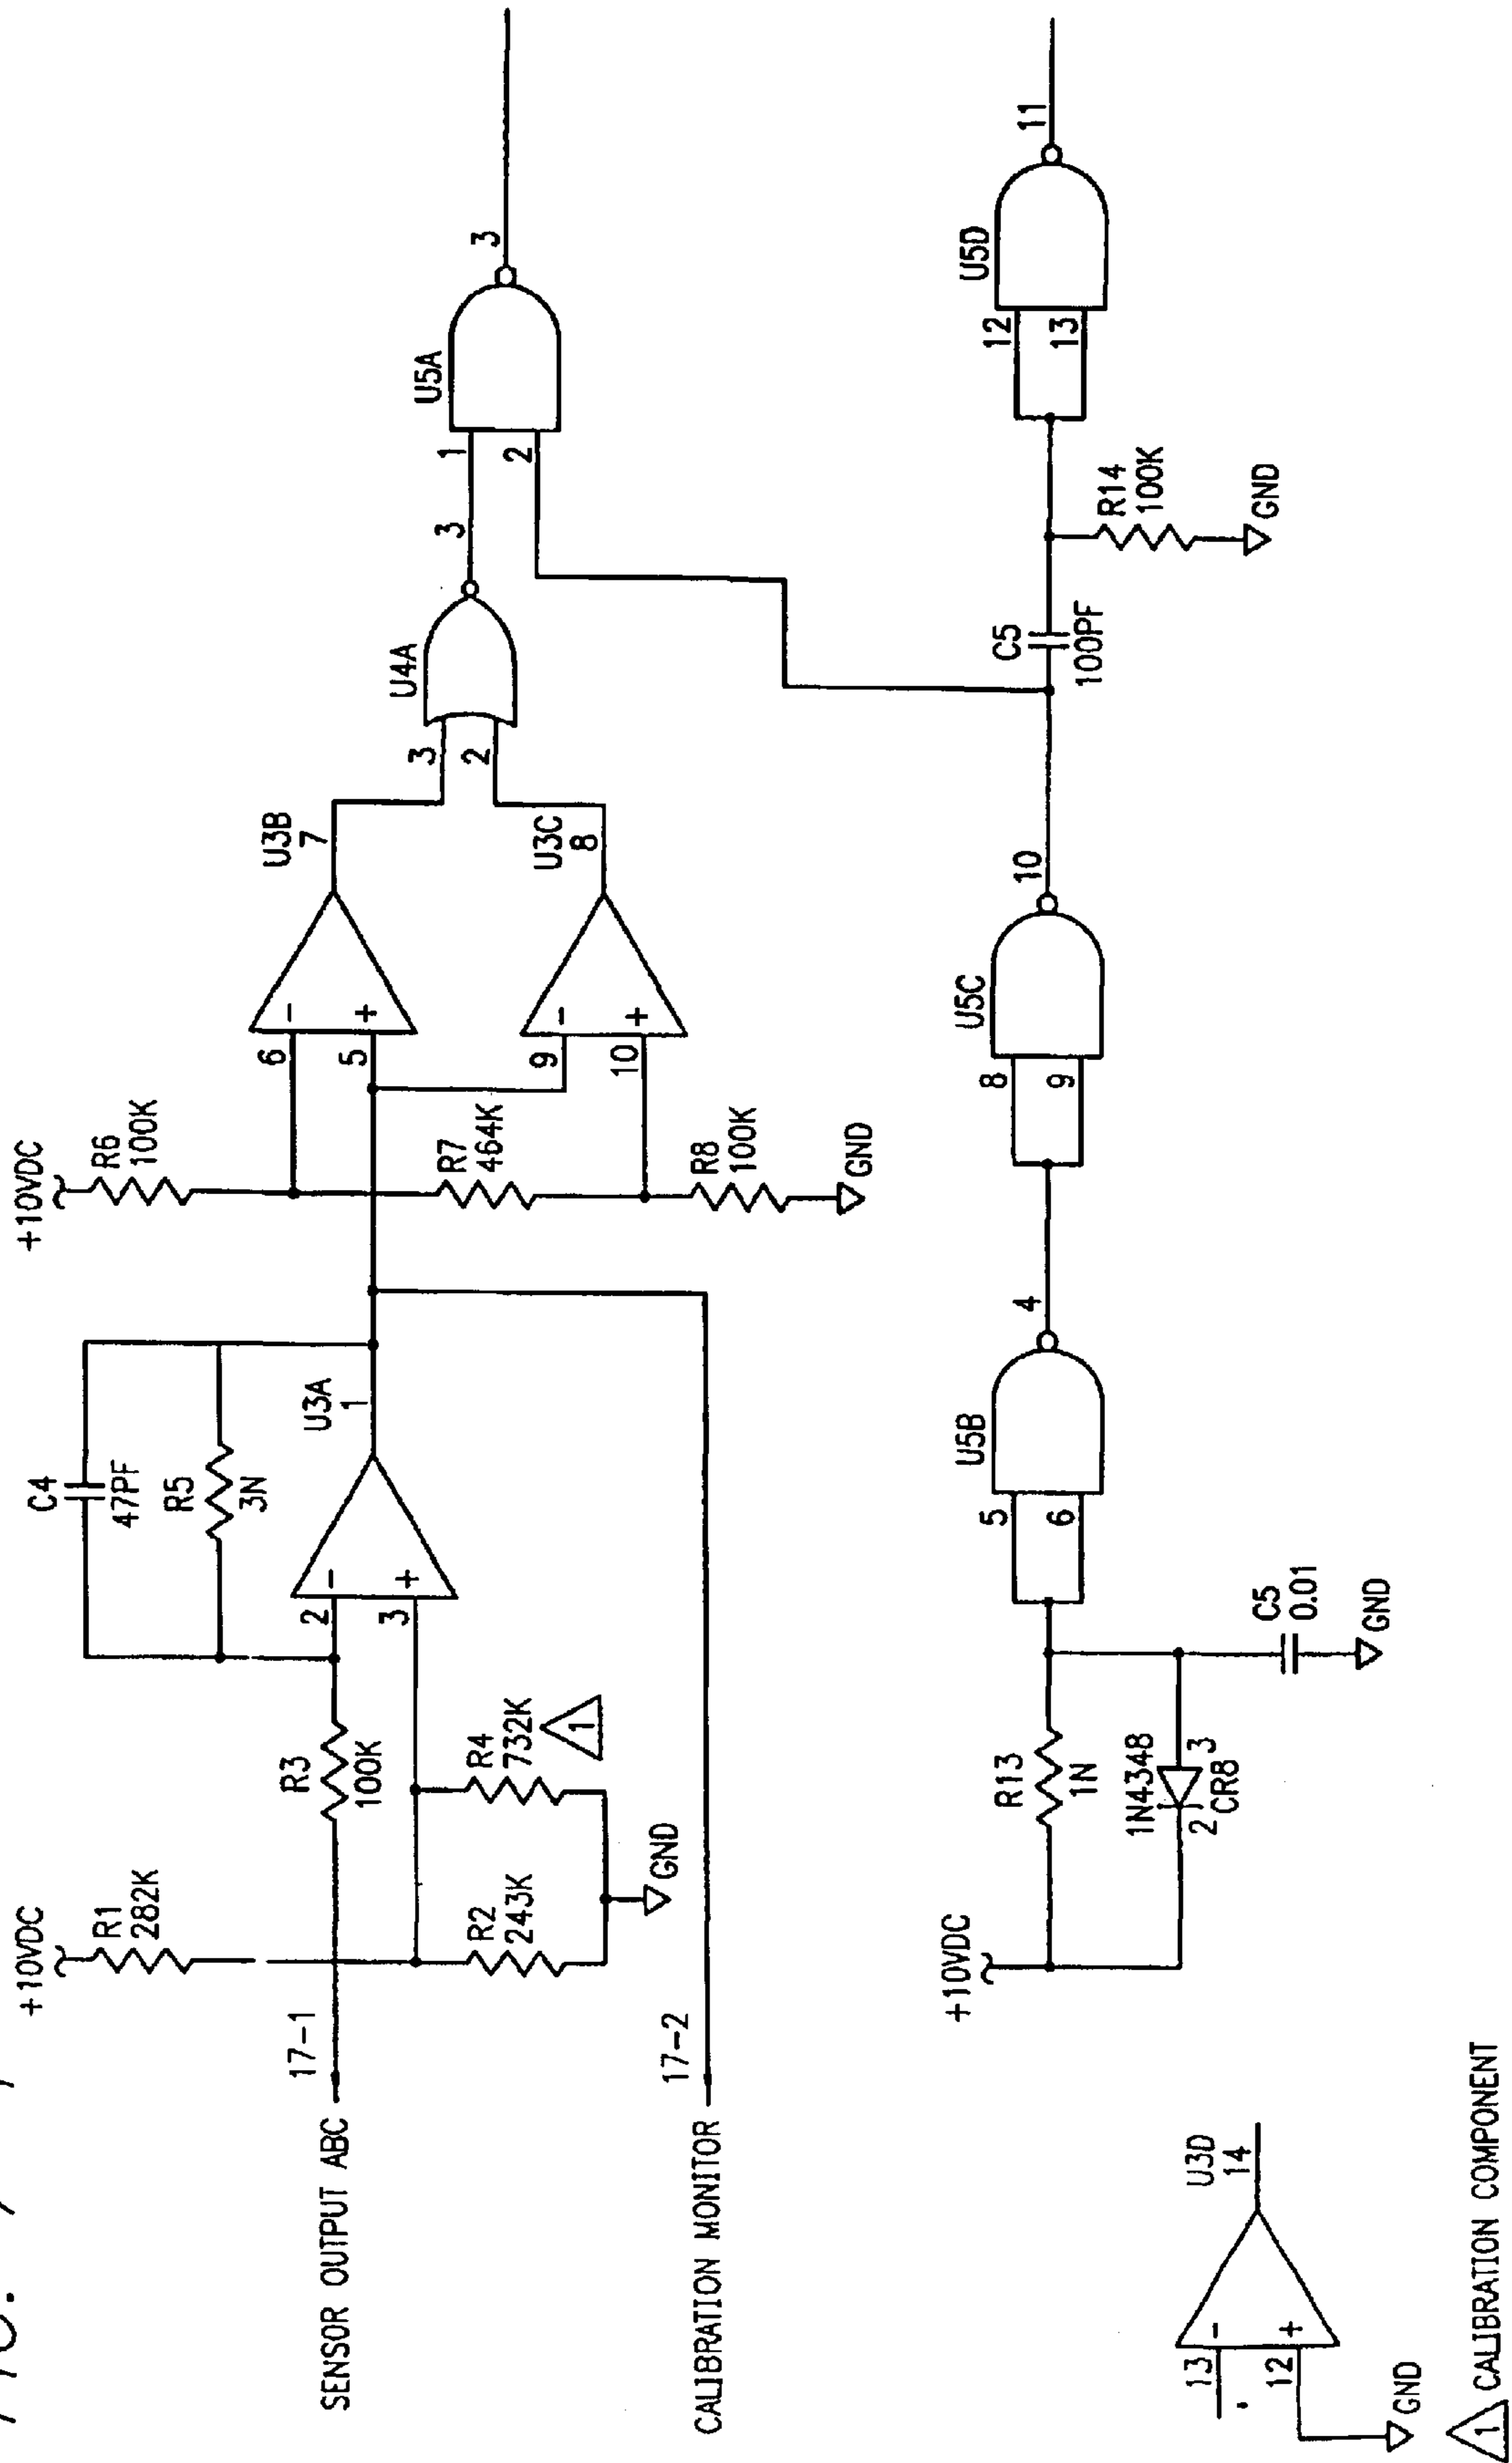 +10VDC
R1
282K
SENSOR OUTPUT ABC
17-1
R3
100K
R2
243K
R4
732K
1
GND
CALIBRATION MONITOR
17-2
C4
47PF
R5
3N
2
3
-
+
U3A
1
+10VDC
R6
100K
R7
464K
R8
100K
GND
6
5
-
+
U3B
7
9
10
-
+
U3C
8
3
2
U4A
3
1
2
U5A
3
+10VDC
R13
1N
1N4348
2
3
CR8
C5
0.01
GND
5
6
U5B
4
8
9
U5C
10
C5
100PF
R14
100K
GND
12
13
U5D
11
13
12
-
+
U3D
14
GND
1 CALIBRATION COMPONENT